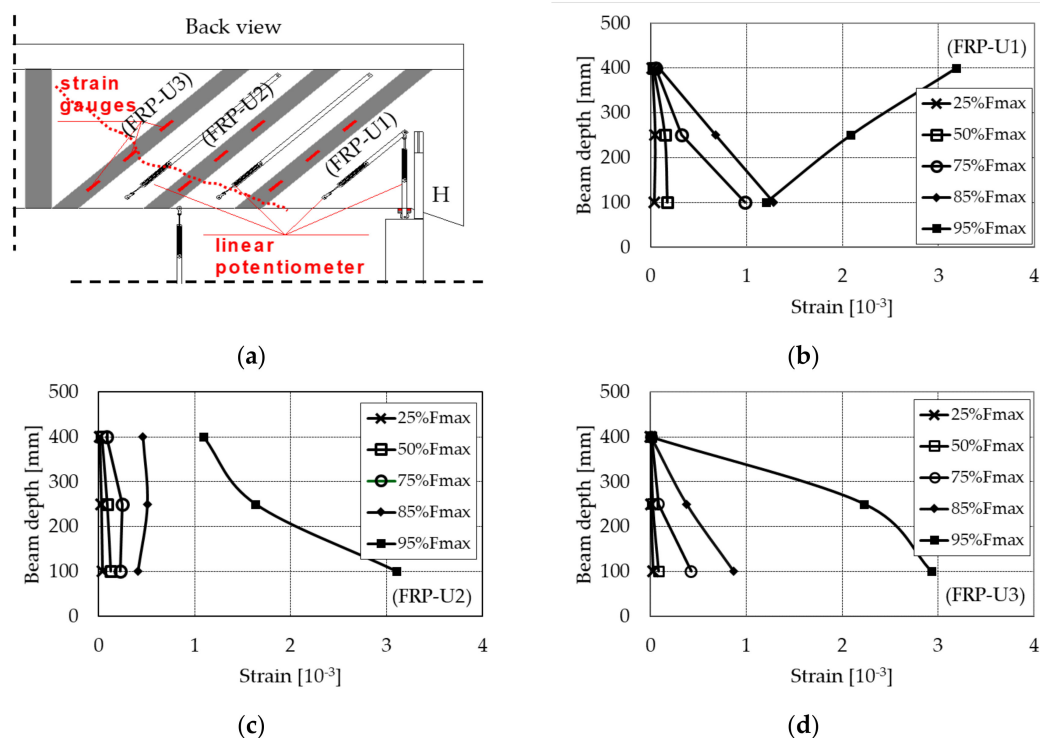 Back view
strain
gauges
(FRP-U3)
(FRP-U2)
(FRP-U1)
H
linear
potentiometer
(a)
500
400
300
200
100
0
Beam depth [mm]
(FRP-U1)
25%Fmax
50%Fmax
75%Fmax
85%Fmax
95%Fmax
0 1 2 3 4
Strain [10-3]
(b)
500
400
300
200
100
0
Beam depth [mm]
25%Fmax
50%Fmax
75%Fmax
85%Fmax
95%Fmax
(FRP-U2)
0 1 2 3 4
Strain [10-3]
(c)
500
400
300
200
100
0
Beam depth [mm]
25%Fmax
50%Fmax
75%Fmax
85%Fmax
95%Fmax
(FRP-U3)
0 1 2 3 4
Strain [10-3]
(d)